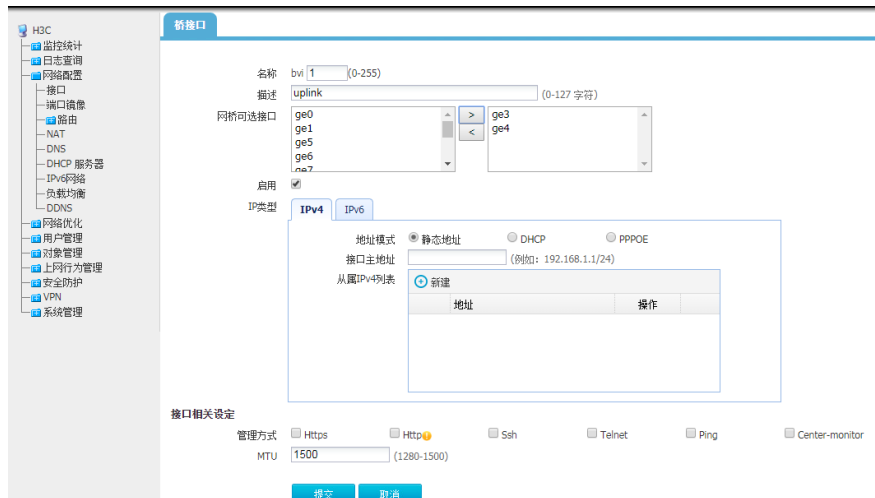 H3C
监控统计
日志查询
网络配置
接口
端口镜像
路由
NAT
DNS
DHCP 服务器
IPv6网络
负载均衡
DDNS
网络优化
用户管理
对象管理
上网行为管理
安全防护
VPN
系统管理
桥接口
名称 bvi 1 (0-255)
描述 uplink (0-127 字符)
网桥可选接口 ge0 > ge3
ge1 < ge4
ge5
ge6
ge7
启用
IP类型 IPv4 IPv6
地址模式 静态地址 DHCP PPPOE
接口主地址 (例如: 192.168.1.1/24)
从属IPv4列表 新建
地址 操作
接口相关设定
管理方式 Https Http Ssh Telnet Ping Center-monitor
MTU 1500 (1280-1500)
提交 取消